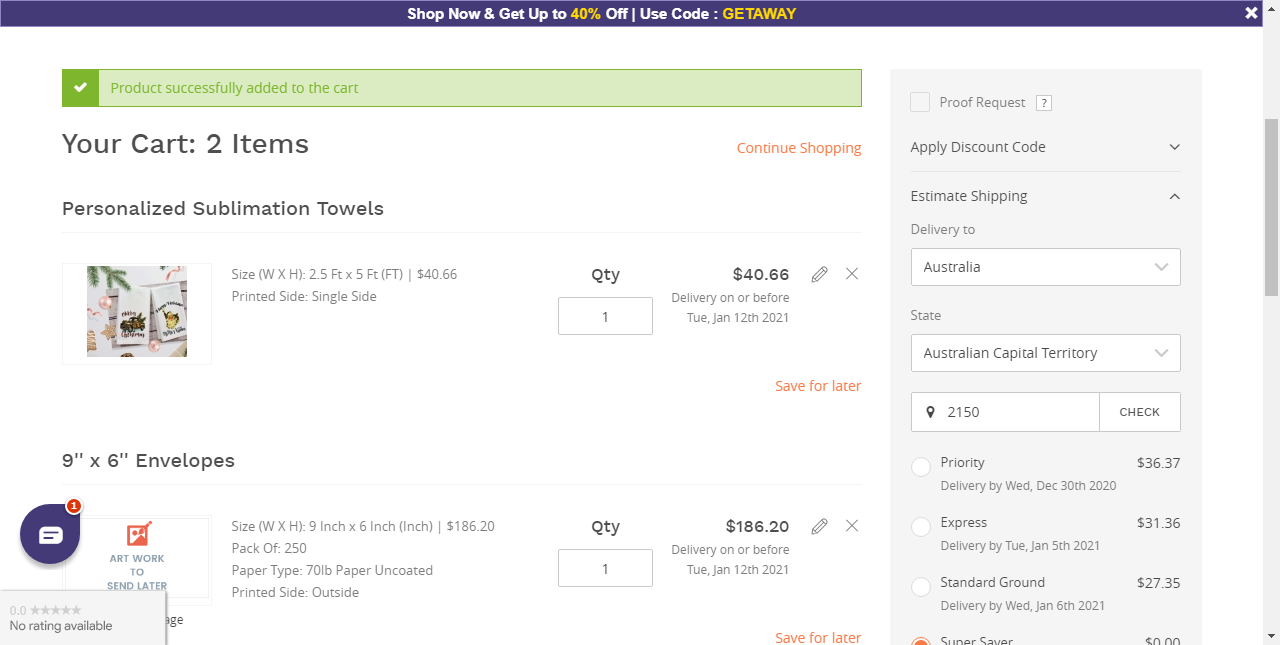 Shop Now & Get Up to 40% Off | Use Code : GETAWAY
Product successfully added to the cart
Your Cart: 2 Items
Continue Shopping
Personalized Sublimation Towels
Size (W X H): 2.5 Ft x 5 Ft (FT) | $40.66
Printed Side: Single Side
Qty
1
$40.66
Delivery on or before
Tue, Jan 12th 2021
Save for later
9'' x 6'' Envelopes
ART WORK
TO
SEND LATER
Size (W X H): 9 Inch x 6 Inch (Inch) | $186.20
Pack Of: 250
Paper Type: 70lb Paper Uncoated
Printed Side: Outside
Qty
1
$186.20
Delivery on or before
Tue, Jan 12th 2021
Save for later
1
0.0
No rating available
Proof Request ?
Apply Discount Code
Estimate Shipping
Delivery to
Australia
State
Australian Capital Territory
2150
CHECK
Priority $36.37
Delivery by Wed, Dec 30th 2020
Express $31.36
Delivery by Tue, Jan 5th 2021
Standard Ground $27.35
Delivery by Wed, Jan 6th 2021
Super Saver $0.00